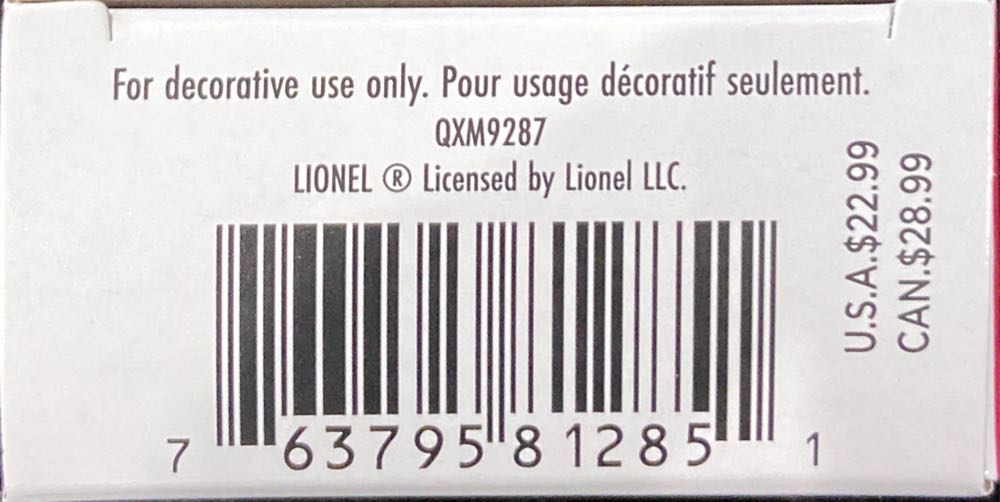 For decorative use only. Pour usage décoratif seulement.
QXM9287
LIONEL ® Licensed by Lionel LLC.
U.S.A.$22.99
CAN.$28.99
7 63795 81285 1